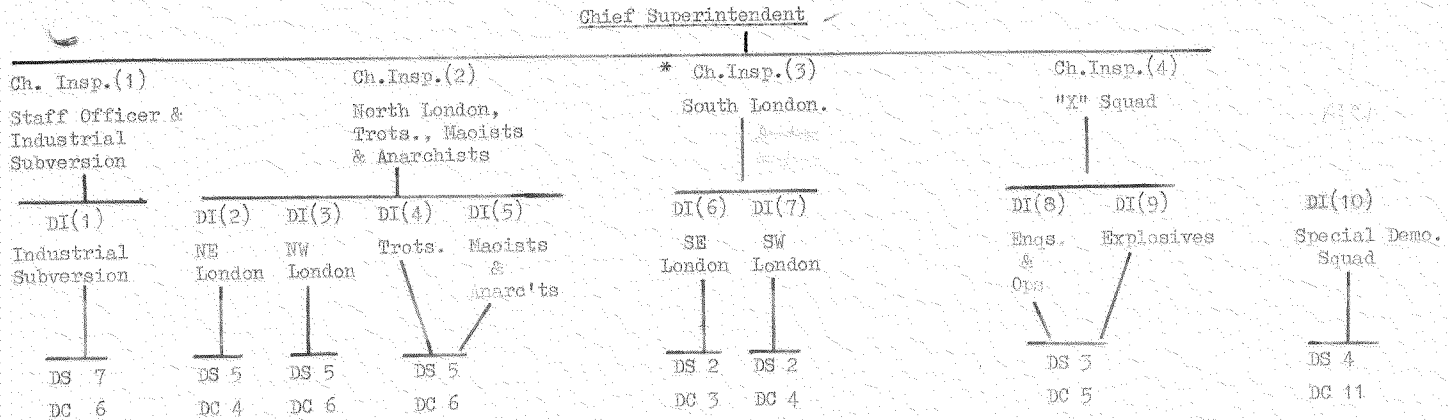 Chief Superintendent
Ch. Insp.(1)
Staff Officer &
Industrial
Subversion
Ch.Insp.(2)
North London,
Trots., Maoists
& Anarchists
* Ch.Insp.(3)
South London.
Ch.Insp.(4)
"X" Squad
DI(1)
Industrial
Subversion
DI(2)
NE
London
DI(3)
NW
London
DI(4)
Trots.
DI(5)
Maoists
&
Anarc'ts
DI(6)
SE
London
DI(7)
SW
London
DI(8)
Enqs.
&
Ops
DI(9)
Explosives
DI(10)
Special Demo.
Squad
DS 7
DC 6
DS 5
DC 4
DS 5
DC 6
DS 5
DC 6
DS 2
DC 3
DS 2
DC 4
DS 3
DC 5
DS 4
DC 11